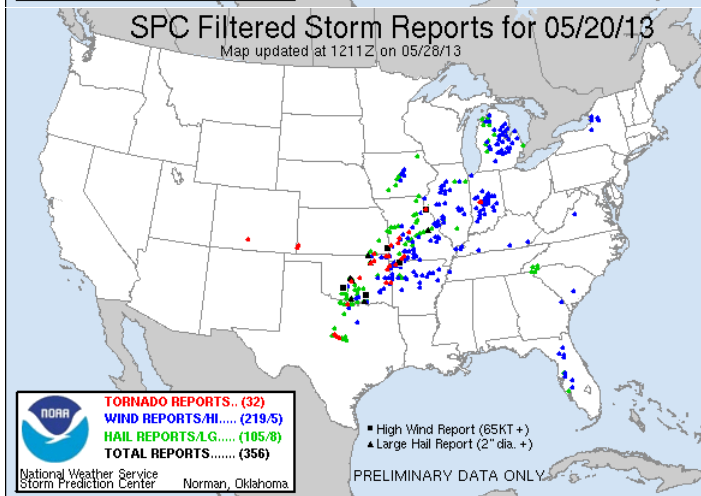 SPC Filtered Storm Reports for 05/20/13
Map updated at 1211Z on 05/28/13
NOAA
TORNADO REPORTS.. (32)
WIND REPORTS/HI..... (219/5)
HAIL REPORTS/LG..... (105/8)
TOTAL REPORTS....... (356)
National Weather Service
Storm Prediction Center Norman, Oklahoma
High Wind Report (65KT +)
Large Hail Report (2" dia. +)
PRELIMINARY DATA ONLY